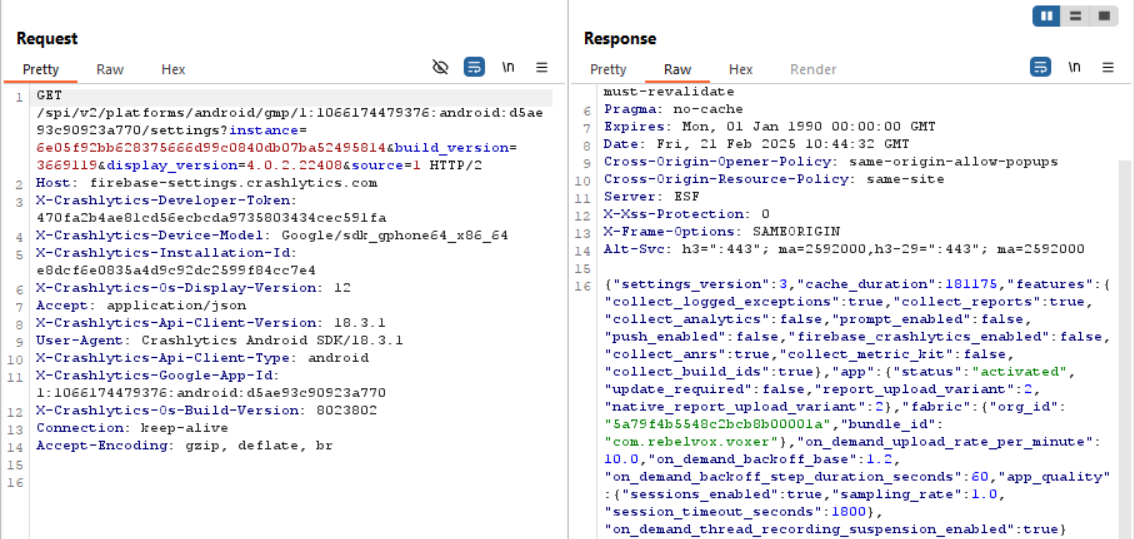 Request
Pretty Raw Hex
\n
1 GET
/spi/v2/platforms/android/gmp/1:1066174479376:android:d5ae
93c90923a770/settings?instance=
6e05f92bb628375666d99c0840db07ba52495814&build_version=
3669119&display_version=4.0.2.22408&source=1 HTTP/2
2 Host: firebase-settings.crashlytics.com
3 X-Crashlytics-Developer-Token:
470fa2b4ae81cd56ecbcda9735803434cec591fa
4 X-Crashlytics-Device-Model: Google/sdk_gphone64_x86_64
5 X-Crashlytics-Installation-Id:
e8dcf6e0835a4d9c92dc2599f84cc7e4
6 X-Crashlytics-Os-Display-Version: 12
7 Accept: application/json
8 X-Crashlytics-Api-Client-Version: 18.3.1
9 User-Agent: Crashlytics Android SDK/18.3.1
10 X-Crashlytics-Api-Client-Type: android
11 X-Crashlytics-Google-App-Id:
1:1066174479376:android:d5ae93c90923a770
12 X-Crashlytics-Os-Build-Version: 8023802
13 Connection: keep-alive
14 Accept-Encoding: gzip, deflate, br
15
16
Response
Pretty Raw Hex Render
\n
must-revalidate
6 Pragma: no-cache
7 Expires: Mon, 01 Jan 1990 00:00:00 GMT
8 Date: Fri, 21 Feb 2025 10:44:32 GMT
9 Cross-Origin-Opener-Policy: same-origin-allow-popups
10 Cross-Origin-Resource-Policy: same-site
11 Server: ESF
12 X-Xss-Protection: 0
13 X-Frame-Options: SAMEORIGIN
14 Alt-Svc: h3=":443"; ma=2592000,h3-29=":443"; ma=2592000
15
16 {"settings_version":3,"cache_duration":181175,"features":{
"collect_logged_exceptions":true,"collect_reports":true,
"collect_analytics":false,"prompt_enabled":false,
"push_enabled":false,"firebase_crashlytics_enabled":false,
"collect_anrs":true,"collect_metric_kit":false,
"collect_build_ids":true},"app":{"status":"activated",
"update_required":false,"report_upload_variant":2,
"native_report_upload_variant":2},"fabric":{"org_id":
"5a79f4b5548c2bcb8b00001a","bundle_id":
"com.rebelvox.voxer"},"on_demand_upload_rate_per_minute":
10.0,"on_demand_backoff_base":1.2,
"on_demand_backoff_step_duration_seconds":60,"app_quality"
:{"sessions_enabled":true,"sampling_rate":1.0,
"session_timeout_seconds":1800},
"on_demand_thread_recording_suspension_enabled":true}